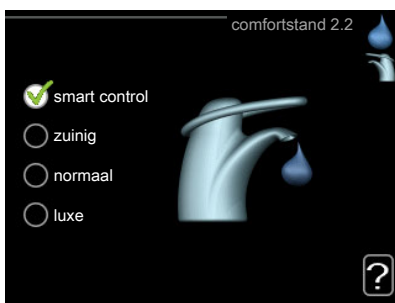 comfortstand 2.2
smart control
zuinig
normaal
luxe
?